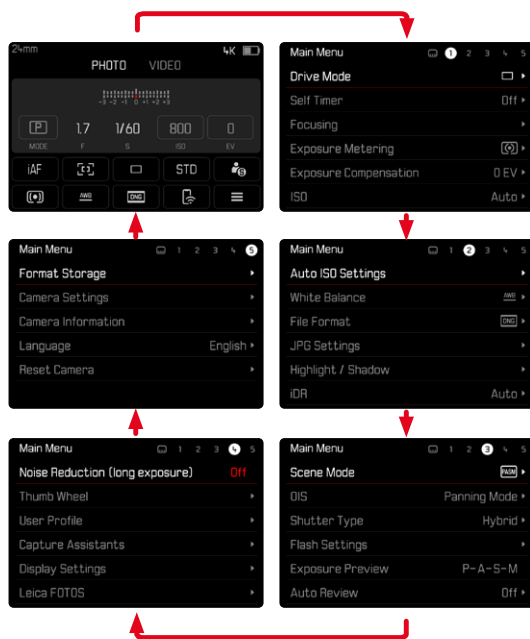 24mm 4K
PHOTO VIDEO
-3 -2 -1 0 +1 +2 +3
P 1.7 1/60 800 0
MODE F S ISO EV
iAF STD
AWB DNG
Main Menu 1 2 3 4 5
Drive Mode
Self Timer Off
Focusing
Exposure Metering
Exposure Compensation 0 EV
ISO Auto
Main Menu 1 2 3 4 5
Auto ISO Settings
White Balance AWB
File Format DNG
JPG Settings
Highlight / Shadow
iDR Auto
Main Menu 1 2 3 4 5
Scene Mode PASM
OIS Panning Mode
Shutter Type Hybrid
Flash Settings
Exposure Preview P-A-S-M
Auto Review Off
Main Menu 1 2 3 4 5
Noise Reduction (long exposure) Off
Thumb Wheel
User Profile
Capture Assistants
Display Settings
Leica FOTOS
Main Menu 1 2 3 4 5
Format Storage
Camera Settings
Camera Information
Language English
Reset Camera